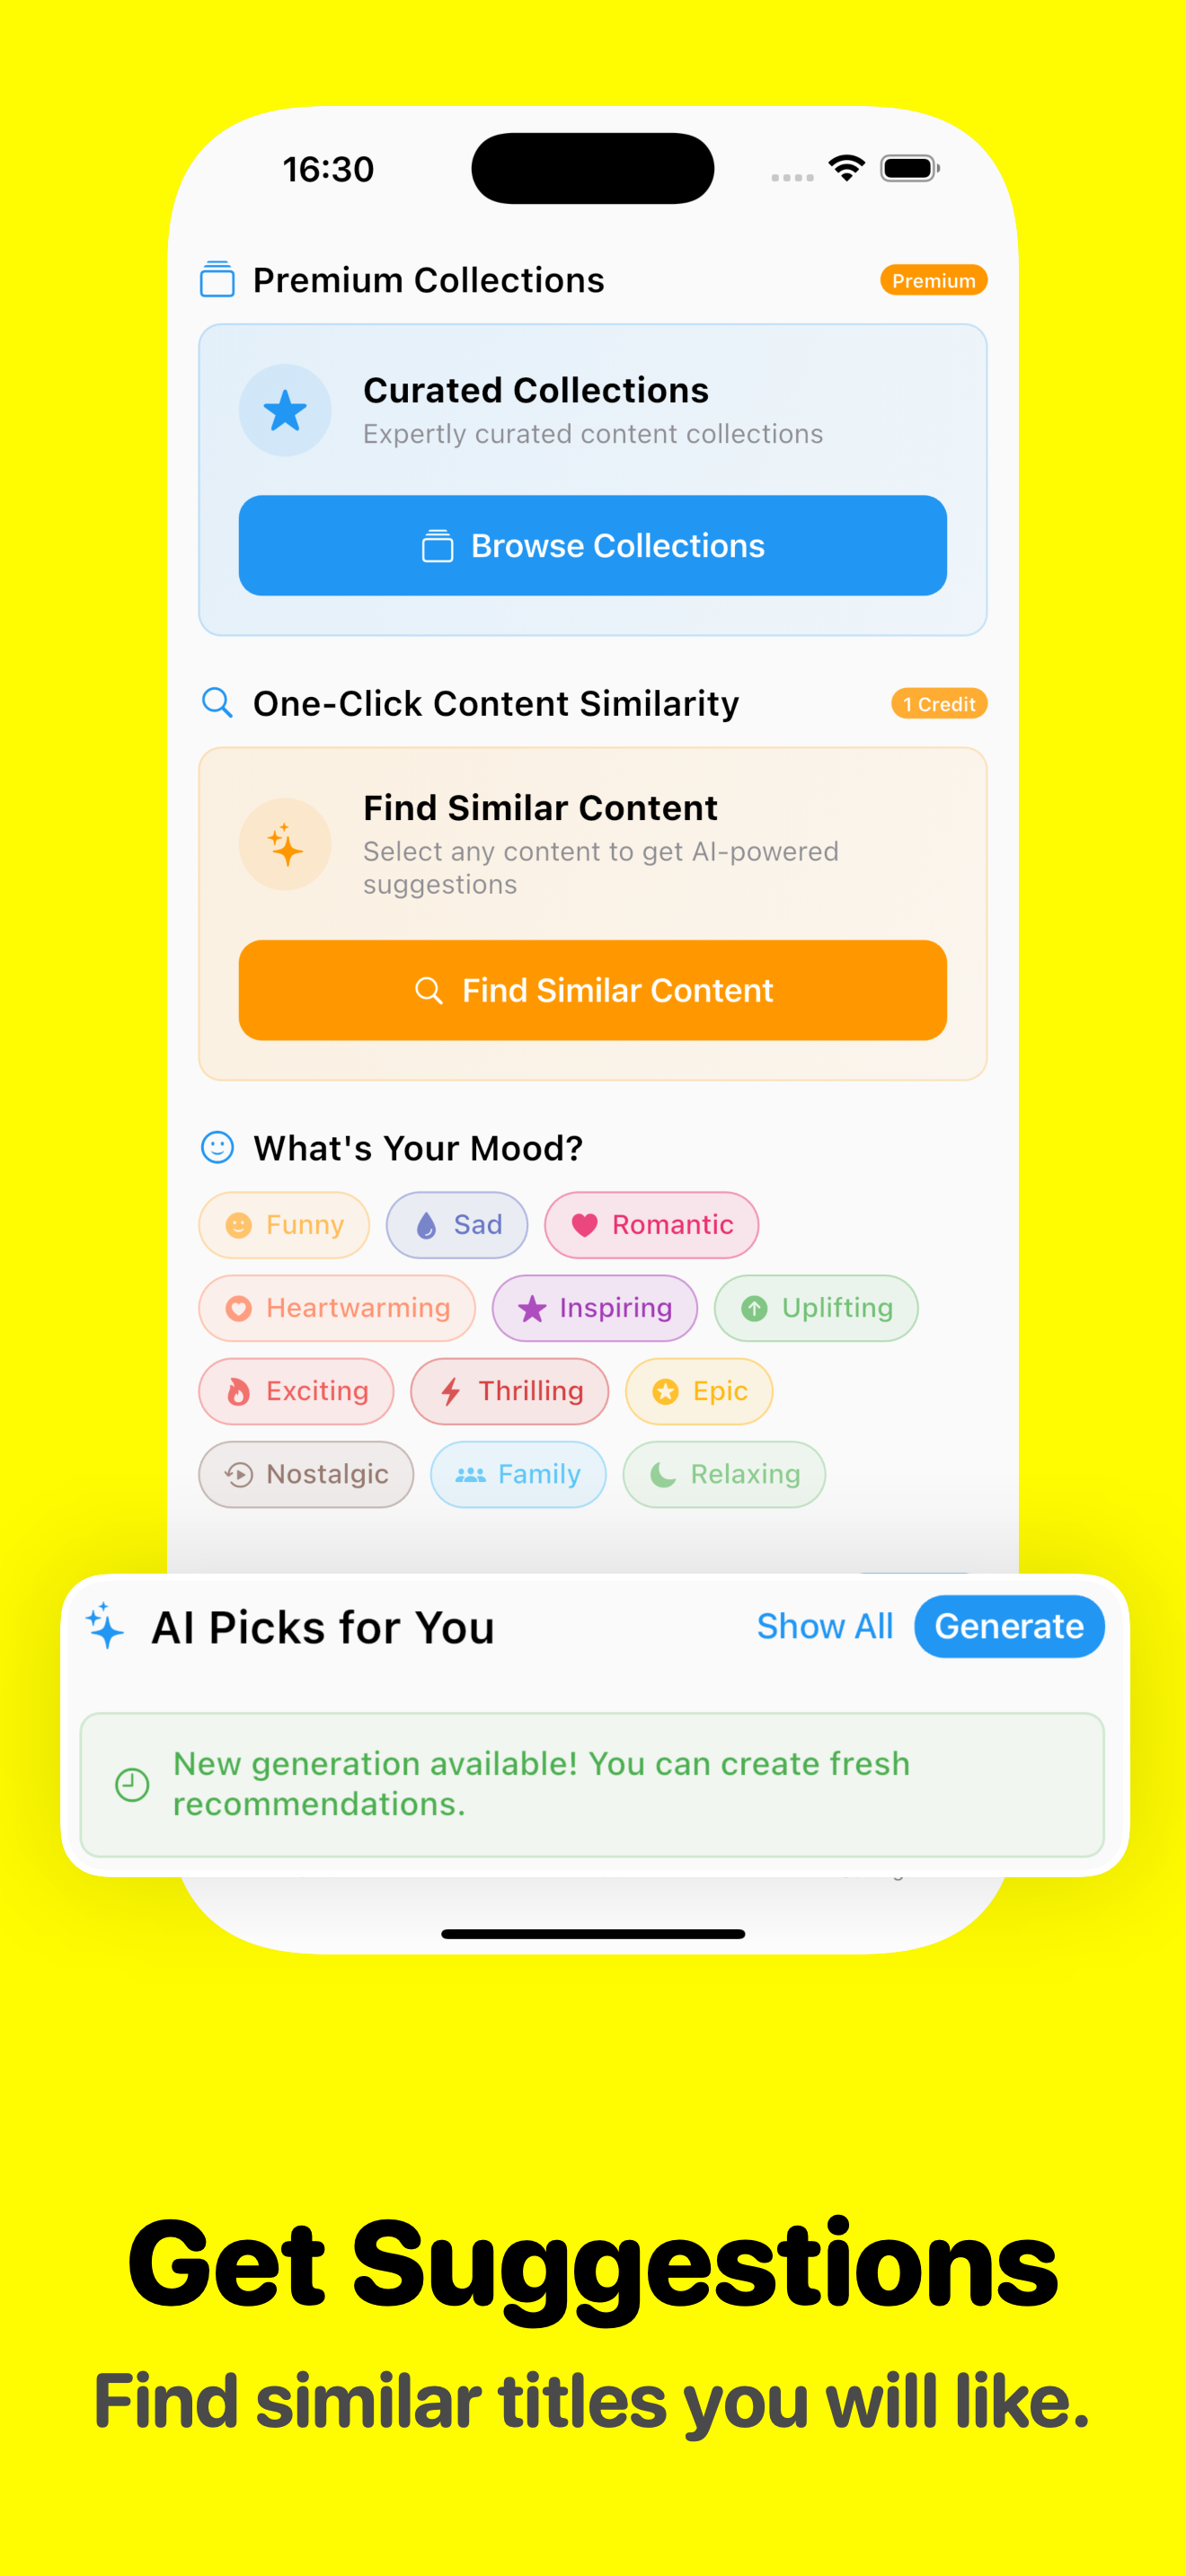 16:30
Premium Collections
Premium
Curated Collections
Expertly curated content collections
Browse Collections
One-Click Content Similarity
1 Credit
Find Similar Content
Select any content to get AI-powered
suggestions
Find Similar Content
What's Your Mood?
Funny
Sad
Romantic
Heartwarming
Inspiring
Uplifting
Exciting
Thrilling
Epic
Nostalgic
Family
Relaxing
AI Picks for You
Show All
Generate
New generation available! You can create fresh
recommendations.
Get Suggestions
Find similar titles you will like.